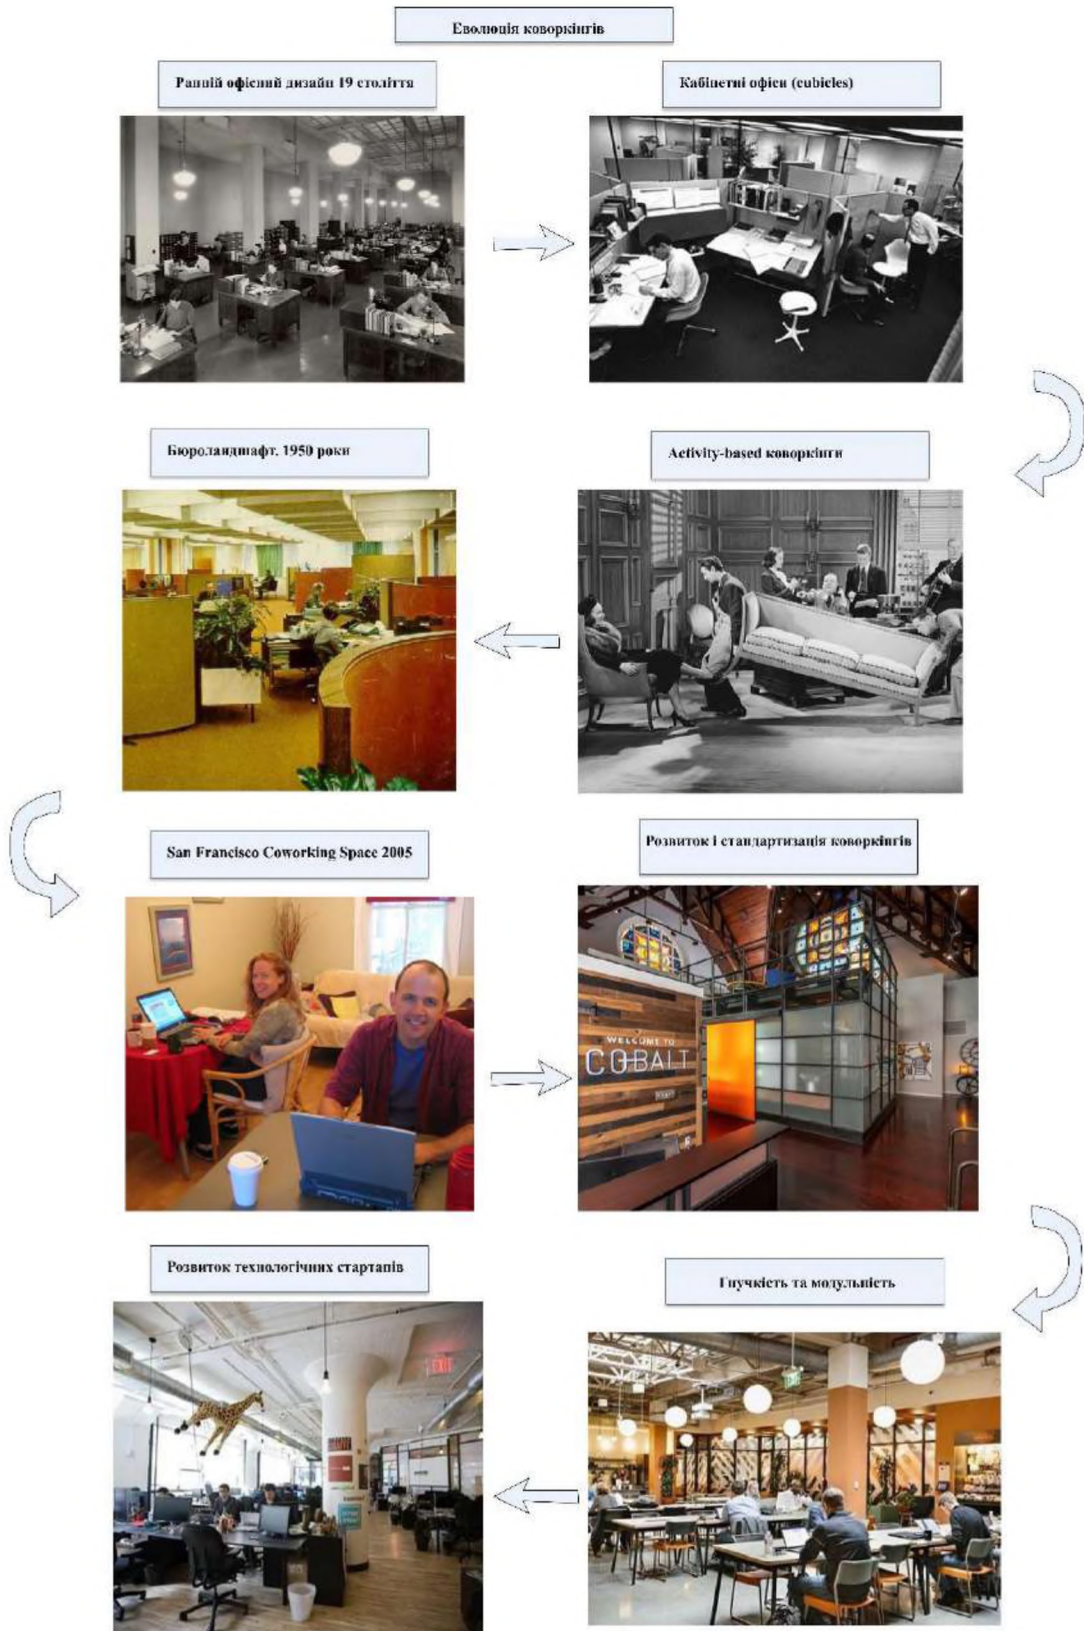 Еволюція коворкінгів
Ранній офісний дизайн 19 століття
Кабінетні офіси (cubicles)
Activity-based коворкінги
Бюроландшафт. 1950 роки
San Francisco Coworking Space 2005
Розвиток і стандартизація коворкінгів
WELCOME TO
COBALT
Гнучкість та модульність
Розвиток технологічних стартапів
EXIT